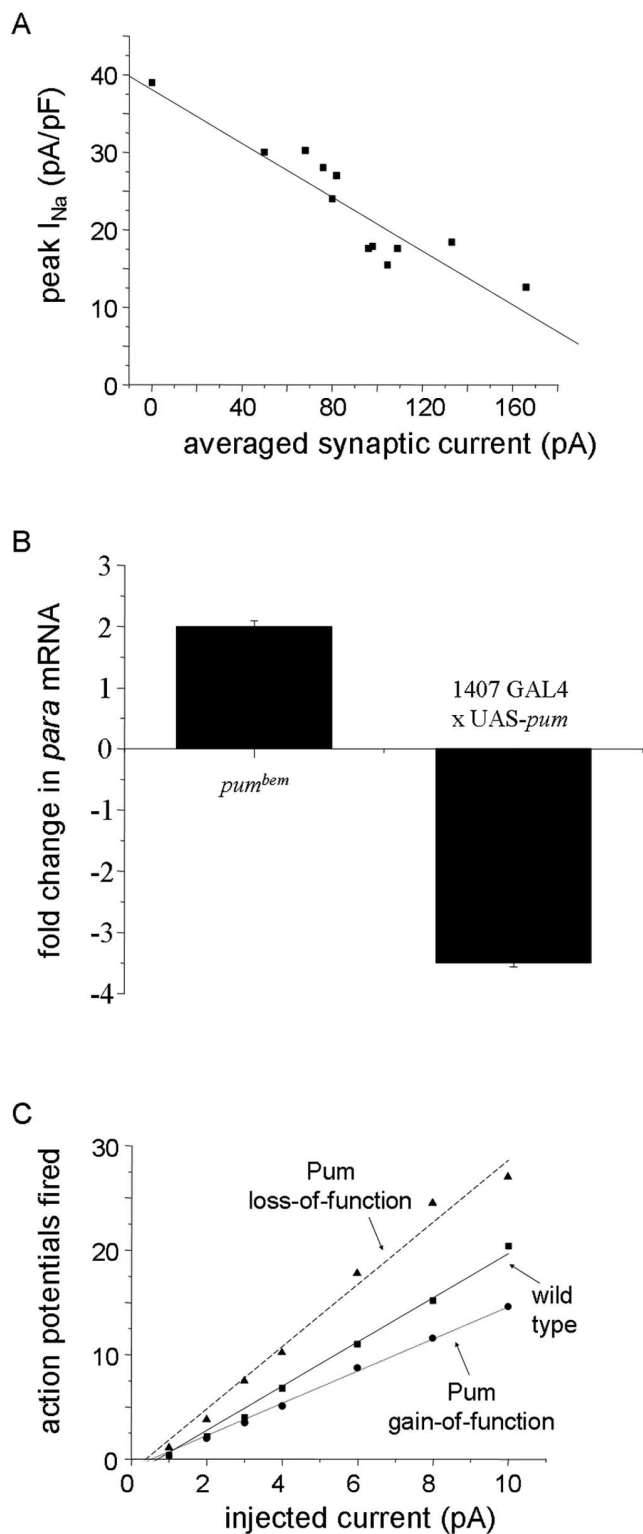 A
40
30
20
10
0
peak I_Na (pA/pF)
0 40 80 120 160
averaged synaptic current (pA)
B
3
2
1
0
-1
-2
-3
-4
fold change in para mRNA
1407 GAL4
x UAS-pum
pum^bem
C
30
20
10
0
action potentials fired
Pum
loss-of-function
wild
type
Pum
gain-of-function
0 2 4 6 8 10
injected current (pA)